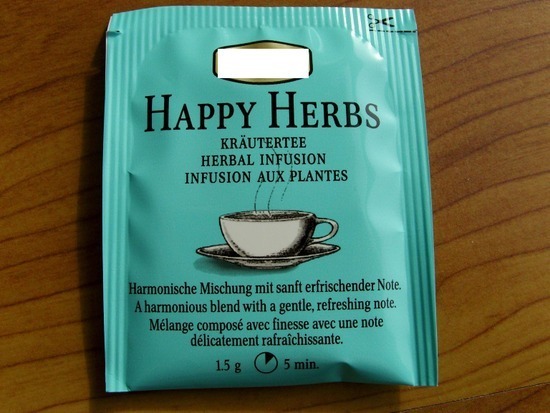 HAPPY HERBS
KRÄUTERTEE
HERBAL INFUSION
INFUSION AUX PLANTES
Harmonische Mischung mit sanft erfrischender Note.
A harmonious blend with a gentle, refreshing note.
Mélange composé avec finesse avec une note
délicatement rafraîchissante.
1.5 g 5 min.